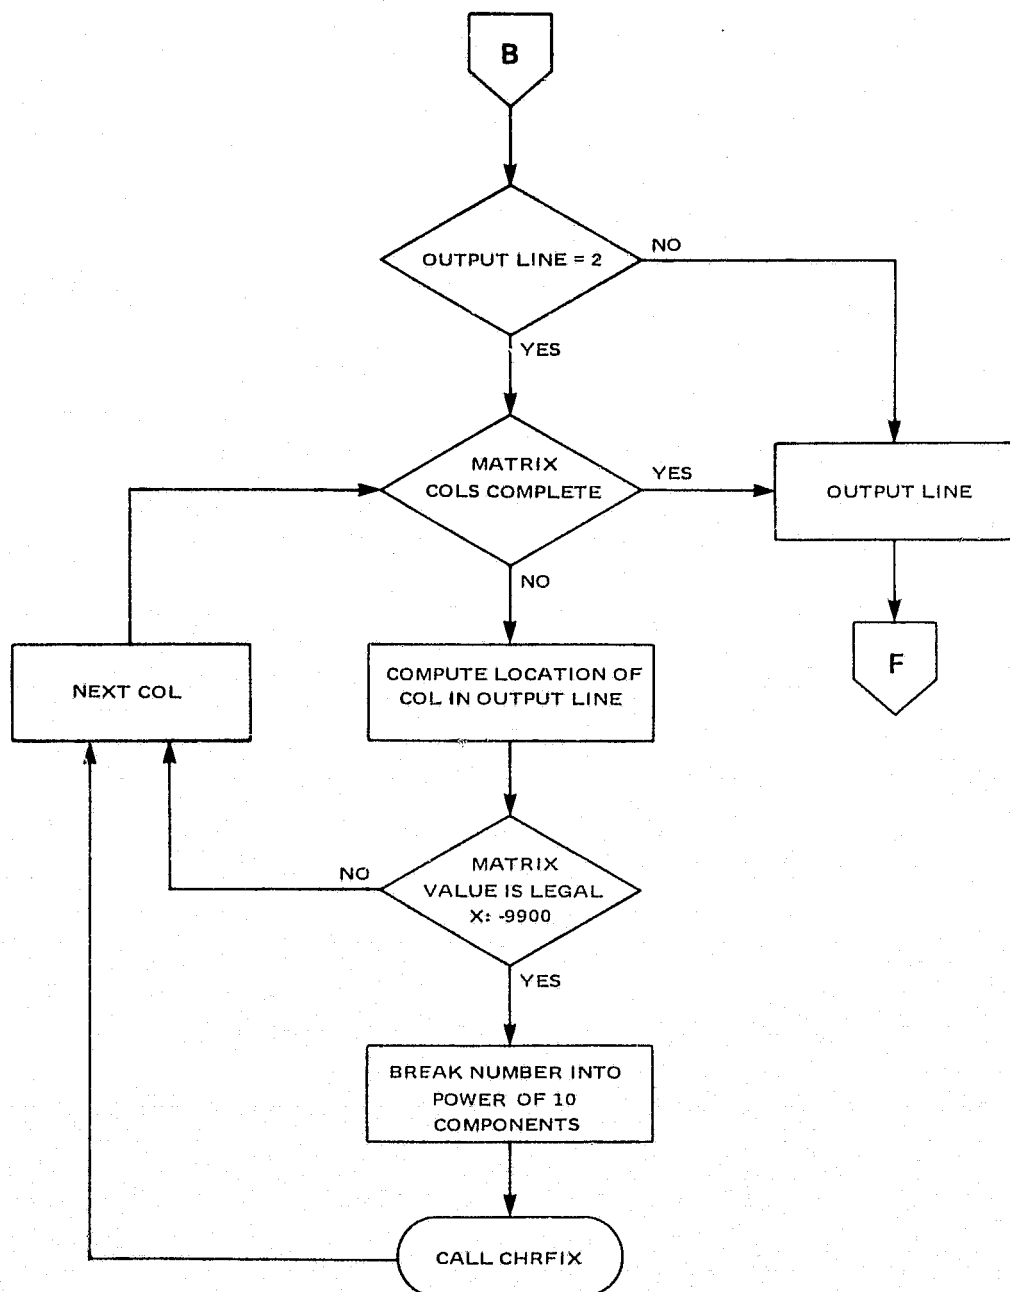 B
OUTPUT LINE = 2
NO
YES
MATRIX
COLS COMPLETE
YES
OUTPUT LINE
NO
F
NEXT COL
COMPUTE LOCATION OF
COL IN OUTPUT LINE
MATRIX
VALUE IS LEGAL
X: -9900
NO
YES
BREAK NUMBER INTO
POWER OF 10
COMPONENTS
CALL CHRFIX